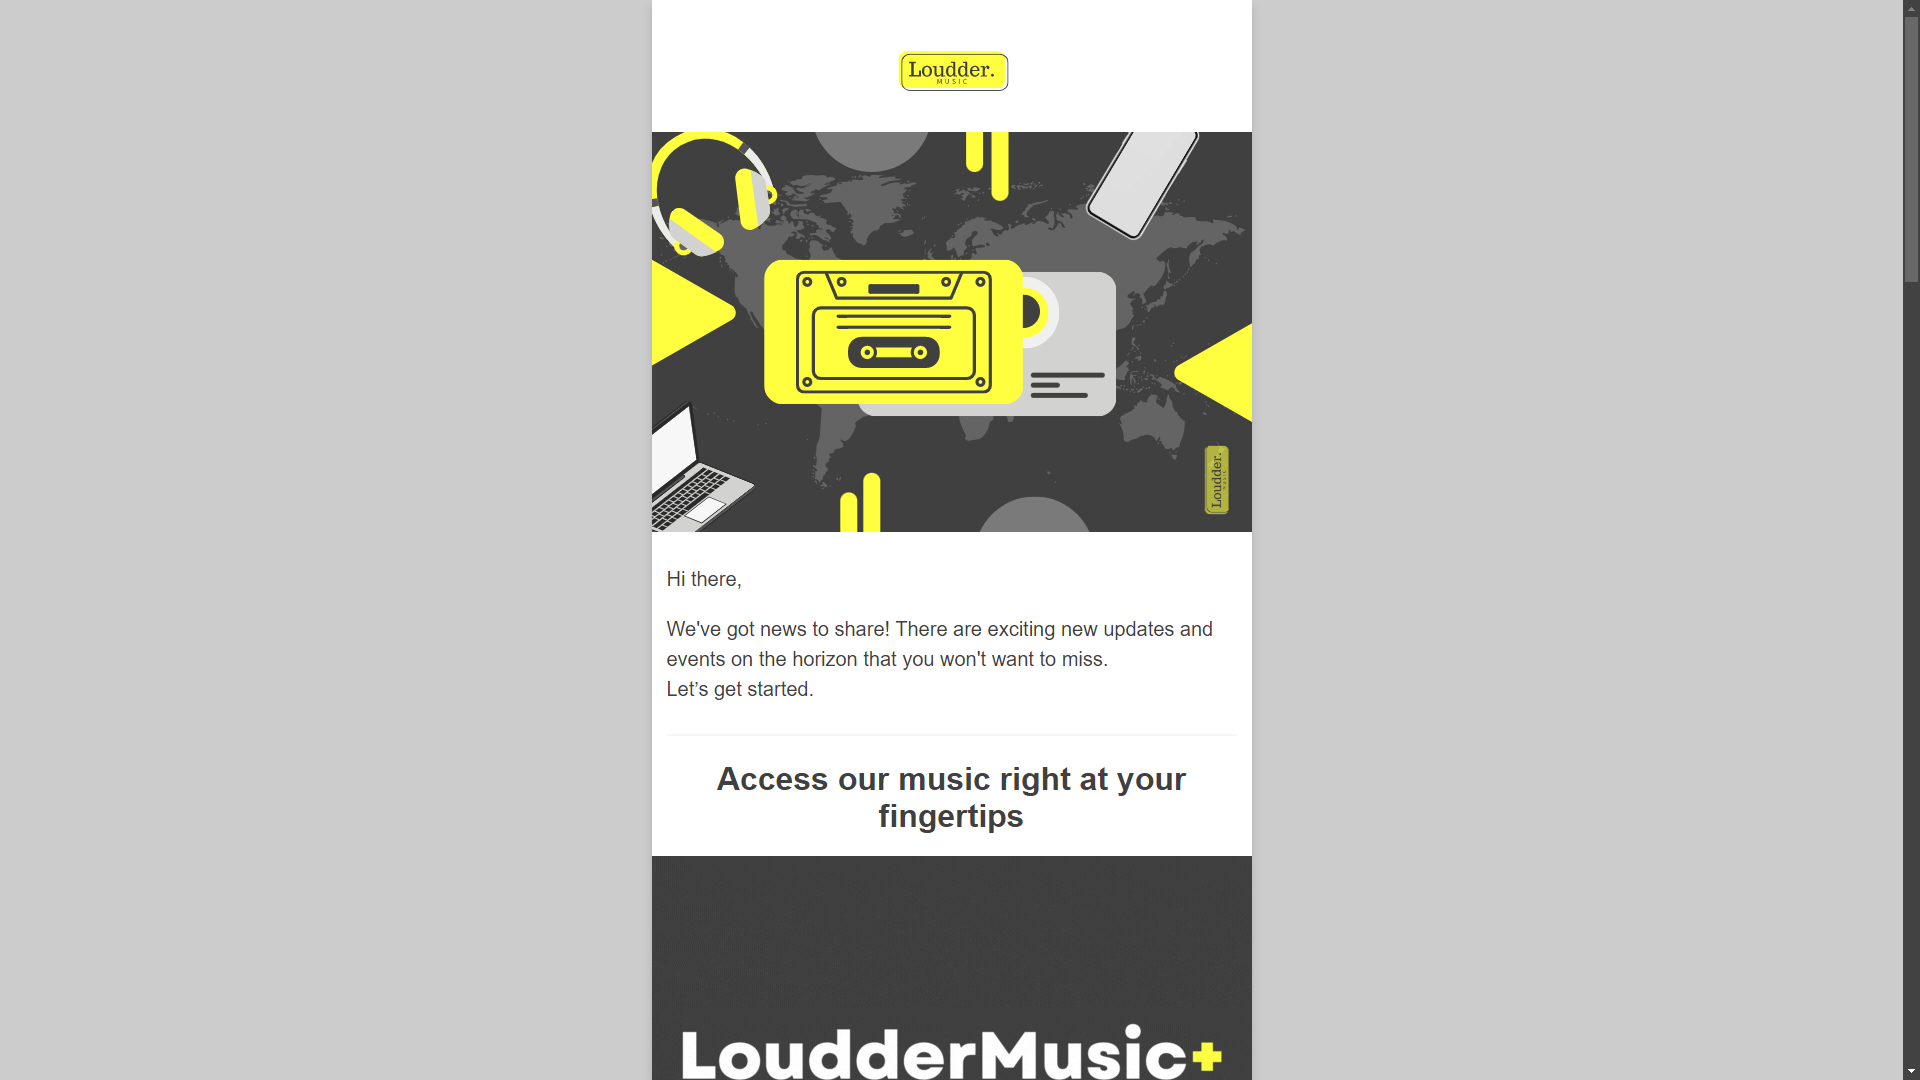 Loudder.
MUSIC
Loudder.
Hi there,
We've got news to share! There are exciting new updates and
events on the horizon that you won't want to miss.
Let’s get started.
Access our music right at your
fingertips
LoudderMusic+